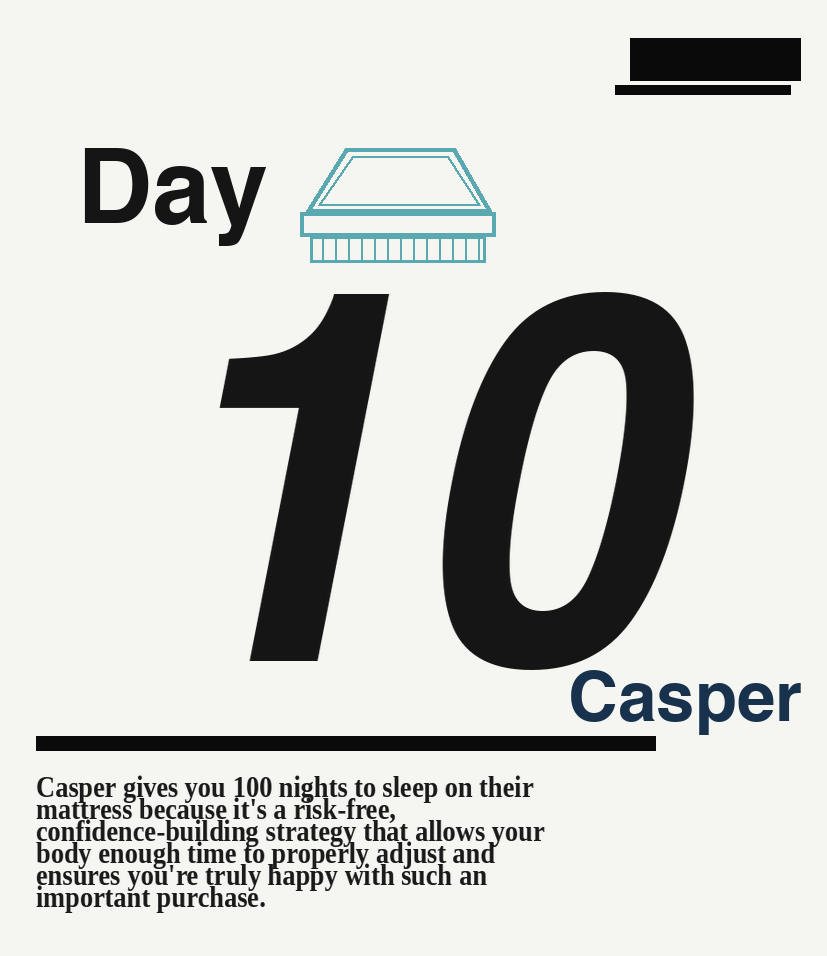 Day
10
Casper
Casper gives you 100 nights to sleep on their
mattress because it's a risk-free,
confidence-building strategy that allows your
body enough time to properly adjust and
ensures you're truly happy with such an
important purchase.